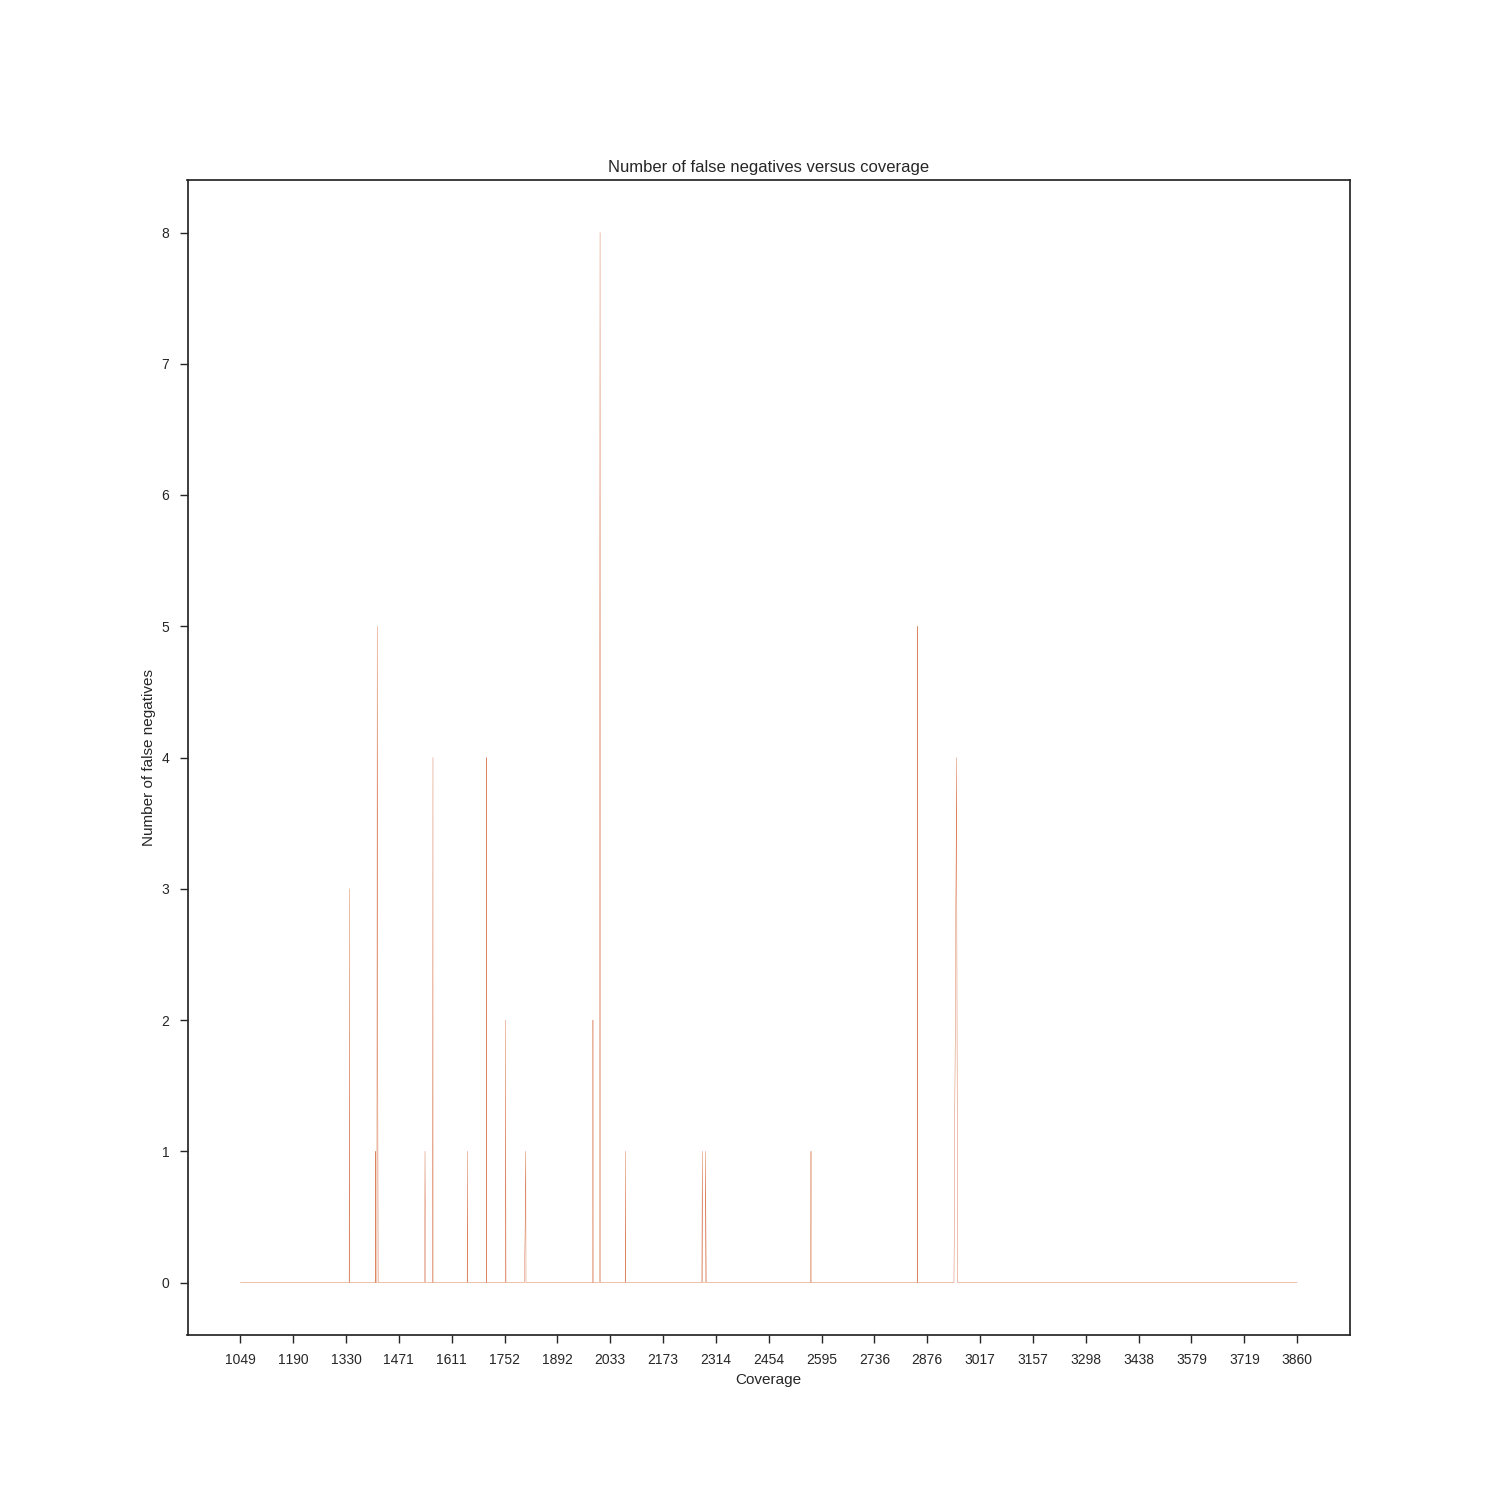 Number of false negatives versus coverage
8
7
6
5
4
3
2
1
0
Number of false negatives
1049 1190 1330 1471 1611 1752 1892 2033 2173 2314 2454 2595 2736 2876 3017 3157 3298 3438 3579 3719 3860
Coverage